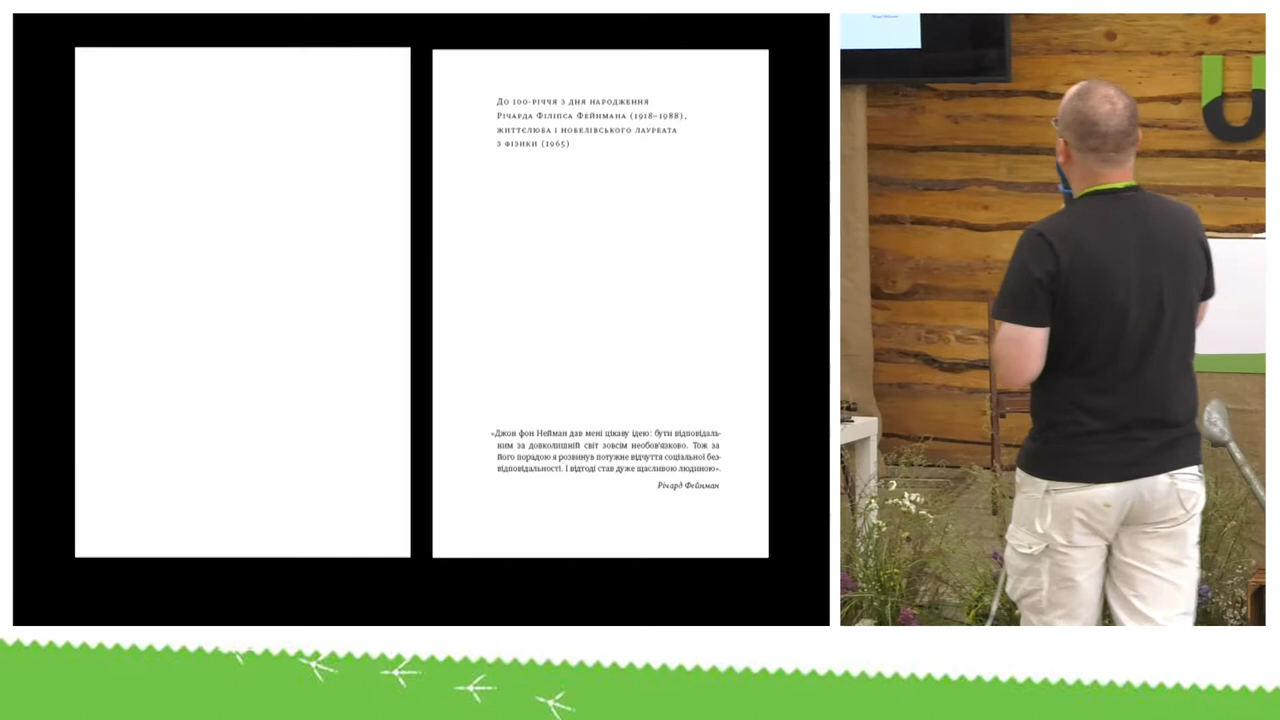 До 100-річчя з дня народження
Річарда Філіпса Фейнмана (1918–1988),
життєлюба і нобелівського лауреата
з фізики (1965)
«Джон фон Нейман дав мені цікаву ідею: бути відповідаль-
ним за довколишній світ зовсім необов'язково. Тож за
його порадою я розвинув потужне відчуття соціальної без-
відповідальності. І відтоді став дуже щасливою людиною».
Річард Фейнман
U